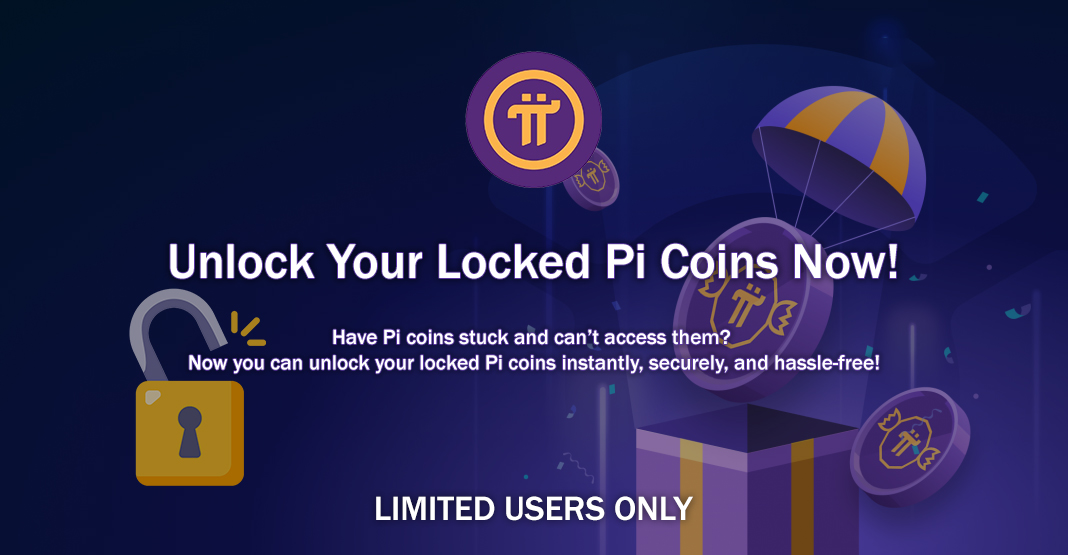 Unlock Your Locked Pi Coins Now!
Have Pi coins stuck and can’t access them?
Now you can unlock your locked Pi coins instantly, securely, and hassle-free!
LIMITED USERS ONLY